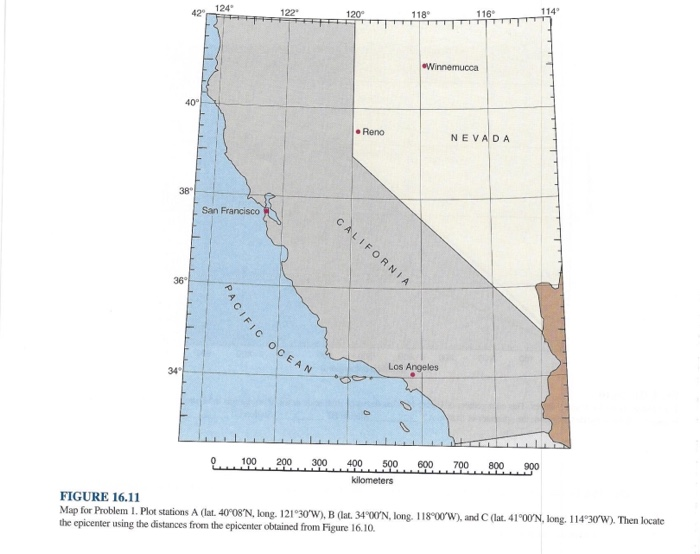 42° 124° 122° 120° 118° 116° 114°
Winnemucca
40°
Reno
NEVADA
38°
San Francisco
CALIFORNIA
36°
PACIFIC OCEAN
34°
Los Angeles
0 100 200 300 400 500 600 700 800 900
kilometers
FIGURE 16.11
Map for Problem 1. Plot stations A (lat. 40°08'N, long. 121°30'W), B (lat. 34°00'N, long. 118°00'W), and C (lat. 41°00'N, long. 114°30'W). Then locate
the epicenter using the distances from the epicenter obtained from Figure 16.10.